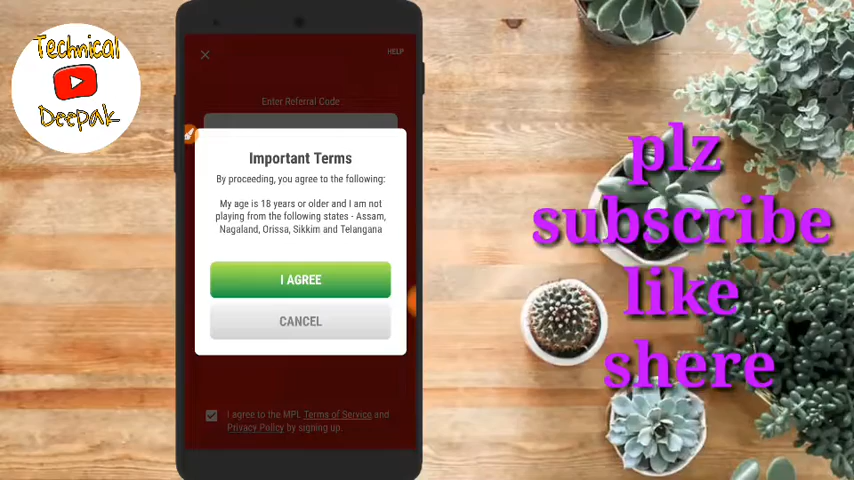 Technical
Deepak
HELP
Enter Referral Code
Important Terms
By proceeding, you agree to the following:
My age is 18 years or older and I am not
playing from the following states - Assam,
Nagaland, Orissa, Sikkim and Telangana
I AGREE
CANCEL
I agree to the MPL Terms of Service and
Privacy Policy by signing up.
plz
subscribe
like
shere